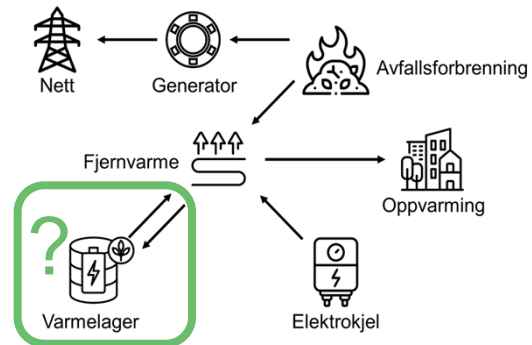 Nett
Generator
Avfallsforbrenning
Fjernvarme
Oppvarming
?
Varmelager
Elektrokjel